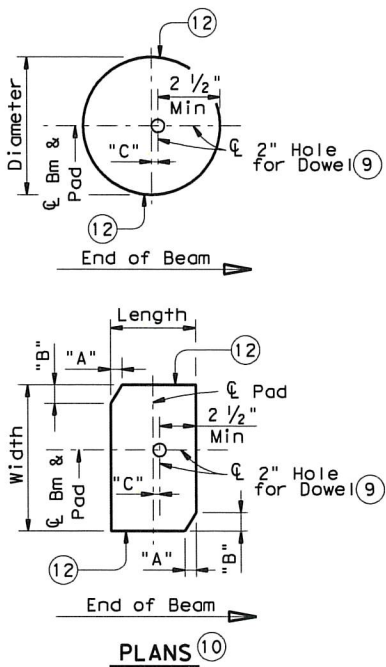 12
2 ½"
Min
Diameter
"C"
℄ Bm &
Pad
℄ 2" Hole
for Dowel 9
12
End of Beam
Length
"B"
"A"
12
℄ Pad
2 ½"
Min
Width
℄ Bm &
Pad
"C"
℄ 2" Hole
for Dowel 9
12
"A"
"B"
End of Beam
PLANS 10